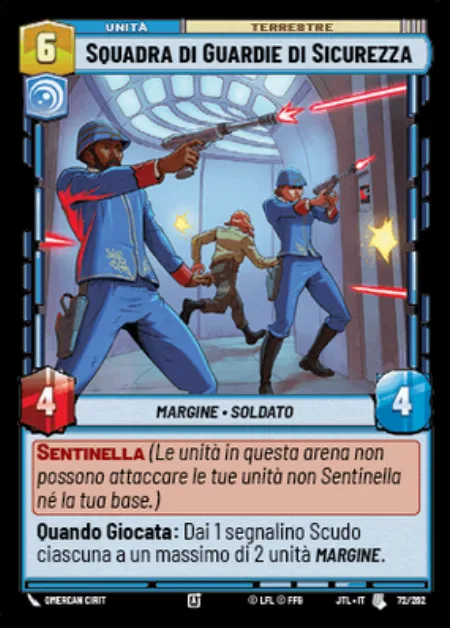 UNITÀ
TERRESTRE
6
SQUADRA DI GUARDIE DI SICUREZZA
4
4
MARGINE • SOLDATO
SENTINELLA (Le unità in questa arena non
possono attaccare le tue unità non Sentinella
né la tua base.)
Quando Giocata: Dai 1 segnalino Scudo
ciascuna a un massimo di 2 unità MARGINE.
OMERCAN CIRIT
© LFL © FFG
JTL • IT
72/262